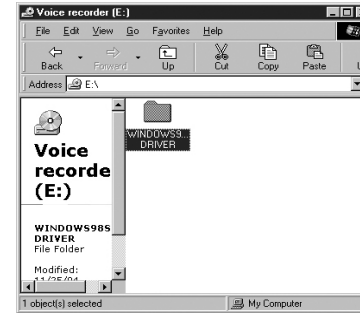 Voice recorder (E:)
File Edit View Go Favorites Help
Back Forward Up Cut Copy Paste
Address E:\
Voice
recorde
(E:)
WINDOWS98S
DRIVER
File Folder
Modified:
WINDOWS9...
DRIVER
1 object(s) selected My Computer